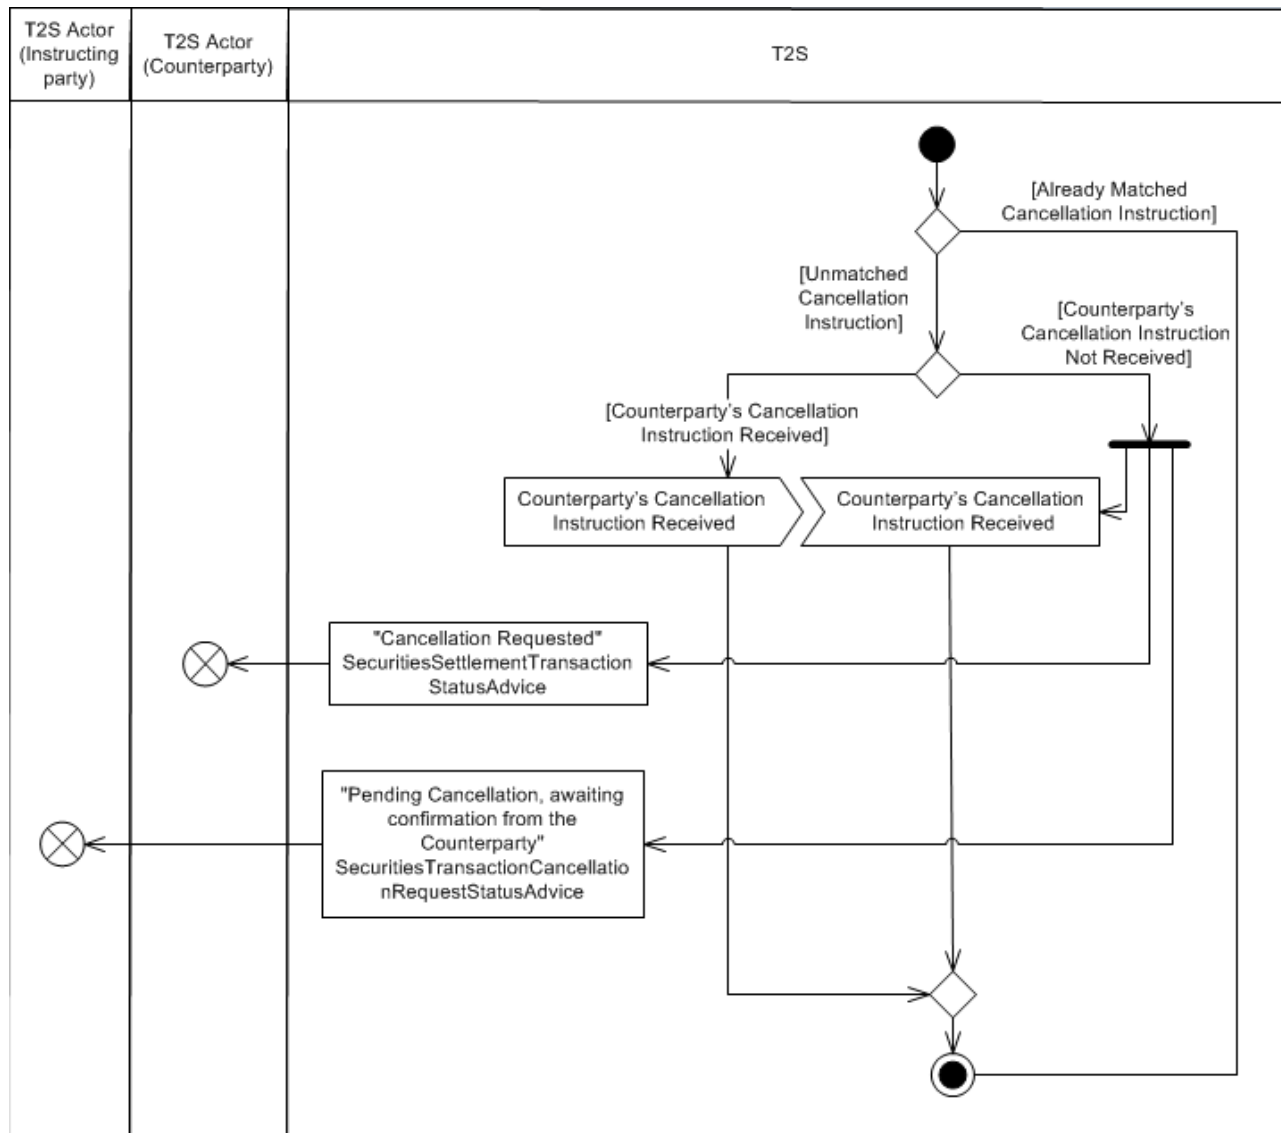 T2S Actor
(Instructing
party)
T2S Actor
(Counterparty)
T2S
[Already Matched
Cancellation Instruction]
[Unmatched
Cancellation
Instruction]
[Counterparty's
Cancellation Instruction
Not Received]
[Counterparty's Cancellation
Instruction Received]
Counterparty's Cancellation
Instruction Received
Counterparty's Cancellation
Instruction Received
"Cancellation Requested"
SecuritiesSettlementTransaction
StatusAdvice
"Pending Cancellation, awaiting
confirmation from the
Counterparty"
SecuritiesTransactionCancellatio
nRequestStatusAdvice